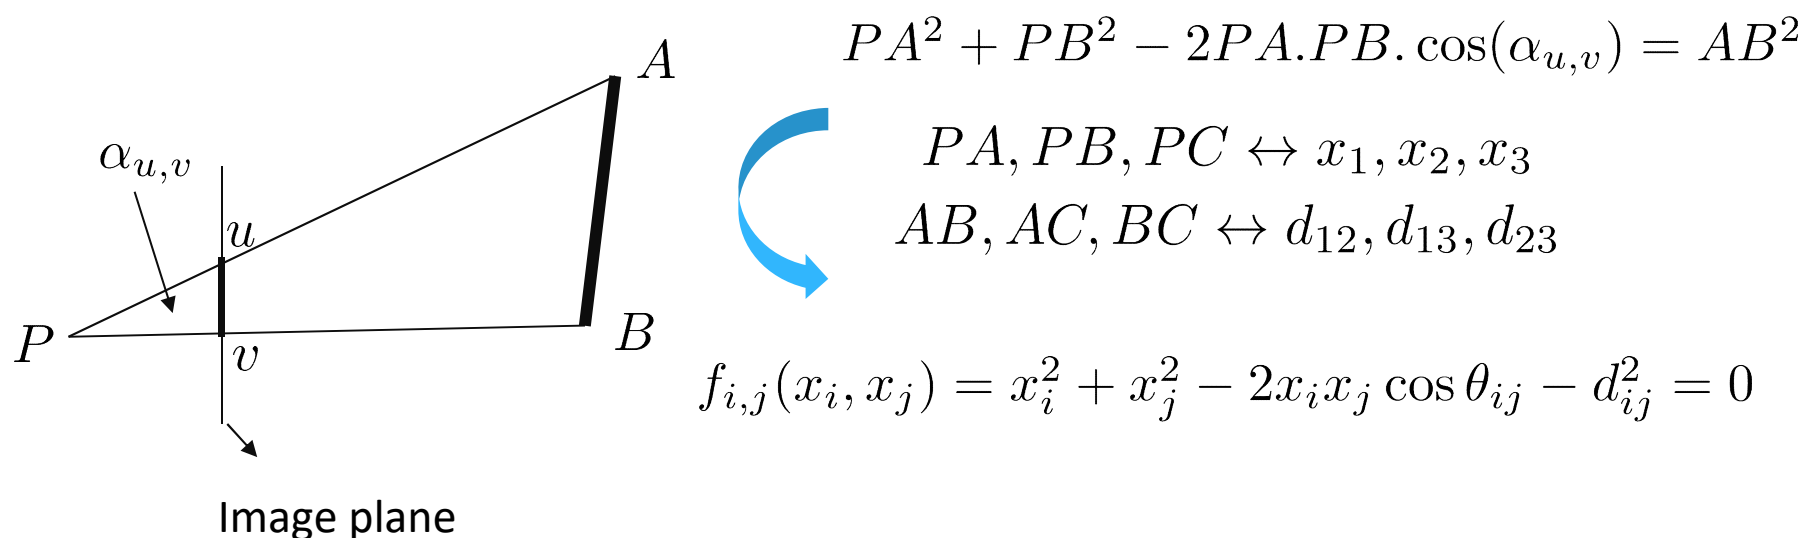 A
α_{u,v}
u
P
v
B
Image plane
PA² + PB² − 2PA.PB.cos(α_{u,v}) = AB²
PA, PB, PC ↔ x₁, x₂, x₃
AB, AC, BC ↔ d₁₂, d₁₃, d₂₃
f_{i,j}(x_i, x_j) = x_i² + x_j² − 2x_i x_j cos θ_{ij} − d_{ij}² = 0